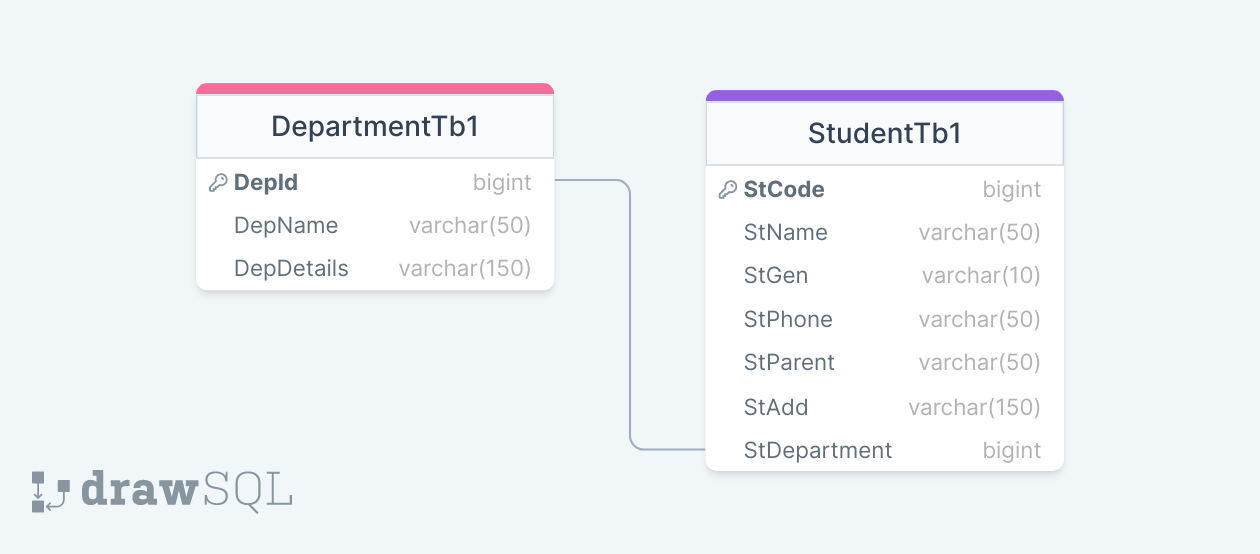 DepartmentTb1
DepId bigint
DepName varchar(50)
DepDetails varchar(150)
StudentTb1
StCode bigint
StName varchar(50)
StGen varchar(10)
StPhone varchar(50)
StParent varchar(50)
StAdd varchar(150)
StDepartment bigint
drawSQL